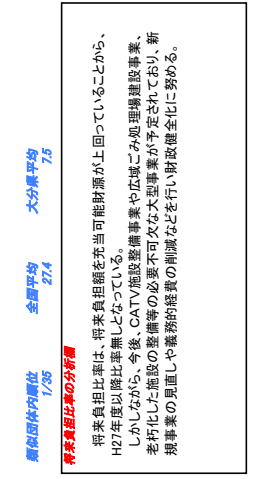 類似団体内順位 全国平均 大分県平均
1/35 27.4 7.5
将来負担比率の分析欄
将来負担比率は、将来負担額を充当可能財源が上回っていることから、
H27年度以降比率無しとなっている。
しかしながら、今後、CATV施設整備事業や広域ごみ処理場建設事業、
老朽化した施設の整備等の必要不可欠な大型事業が予定されており、新
規事業の見直しや義務的経費の削減などを行い財政健全化に努める。